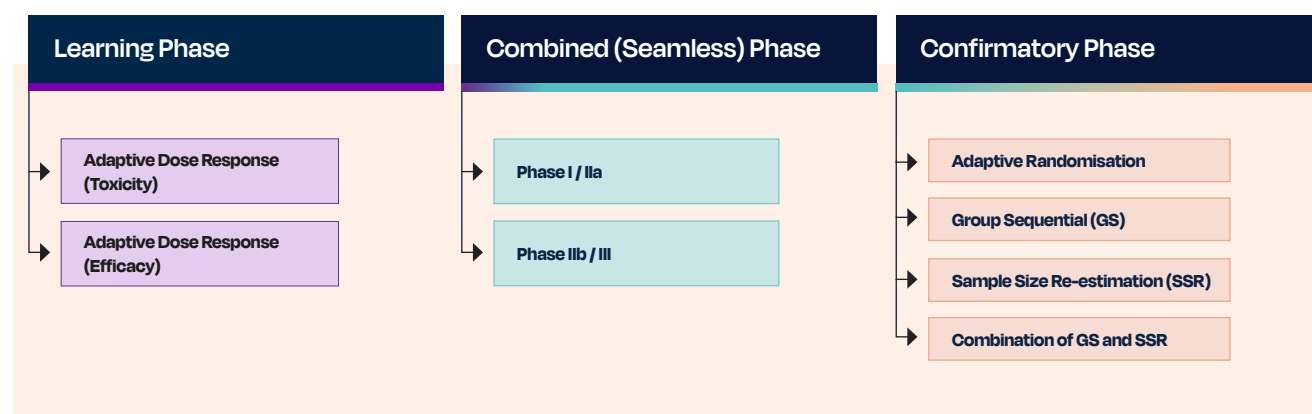 Learning Phase
Adaptive Dose Response
(Toxicity)
Adaptive Dose Response
(Efficacy)
Combined (Seamless) Phase
Phase I / IIa
Phase IIb / III
Confirmatory Phase
Adaptive Randomisation
Group Sequential (GS)
Sample Size Re-estimation (SSR)
Combination of GS and SSR